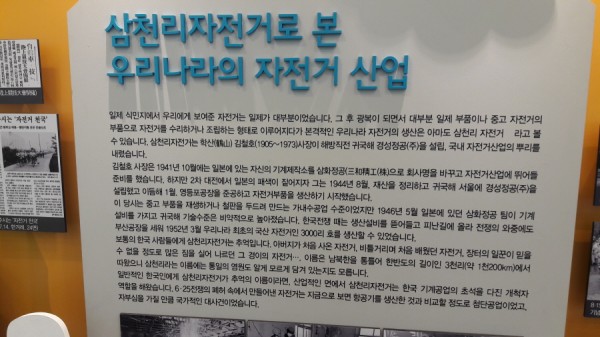 삼천리자전거로 본
우리나라의 자전거 산업
일제 식민지에서 우리에게 보여준 자전거는 일제가 대부분이었습니다. 그 후 광복이 되면서 대부분 일제 부품이나 중고 자전거의
부품으로 자전거를 수리하거나 조립하는 형태로 이루어지다가 본격적인 우리나라 자전거의 생산은 아마도 삼천리 자전거 라고 볼
수 있습니다. 삼천리자전거는 학산(鶴山) 김철호(1905~1973)사장이 해방직전 귀국해 경성정공(주)을 설립, 국내 자전거산업의 뿌리를
내렸습니다.
김철호 사장은 1941년 10월에는 일본에 있는 자신의 기계제작소를 삼화정공(三和精工(株)으로 회사명을 바꾸고 자전거산업에 뛰어들
준비를 했습니다. 하지만 2차 대전에서 일본의 패색이 짙어지자 그는 1944년 8월, 재산을 정리하고 귀국해 서울에 경성정공(주)을
설립했고 이듬해 1월, 영등포공장을 준공하고 자전거부품을 생산하기 시작했습니다.
이 당시는 중고 부품을 재생하거나 철판을 두드려 만드는 가내수공업 수준이었지만 1946년 5월 일본에 있던 삼화정공 팀이 기계
설비를 가지고 귀국해 기술수준은 비약적으로 높아졌습니다. 한국전쟁 때는 생산설비를 뜯어들고 피난길에 올라 전쟁의 와중에도
부산공장을 세워 1952년 3월 우리나라 최초의 국산 자전거인 3000리 호를 생산할 수 있었습니다.
보통의 한국 사람들에게 삼천리자전거는 추억입니다. 아버지가 처음 사온 자전거, 비틀거리며 처음 배웠던 자전거, 장터의 일꾼이 믿을
수 없을 정도로 많은 짐을 실어 나르던 그 경이의 자전거…. 이름은 남북한을 통틀어 한반도의 길이인 3천리(약 1천200km)에서
따왔으니 삼천리라는 이름에는 통일의 염원도 알게 모르게 담겨 있는지도 모릅니다.
일반적인 한국인에게 삼천리자전거가 추억의 이름이라면, 산업적인 면에서 삼천리자전거는 한국 기계공업의 초석을 다진 개척자
역할을 해왔습니다. 6·25전쟁의 폐허 속에서 만들어낸 자전거는 지금으로 보면 항공기를 생산한 것과 비교할 정도로 첨단공업이었고,
자부심을 가질 만큼 국가적인 대사건이었습니다.